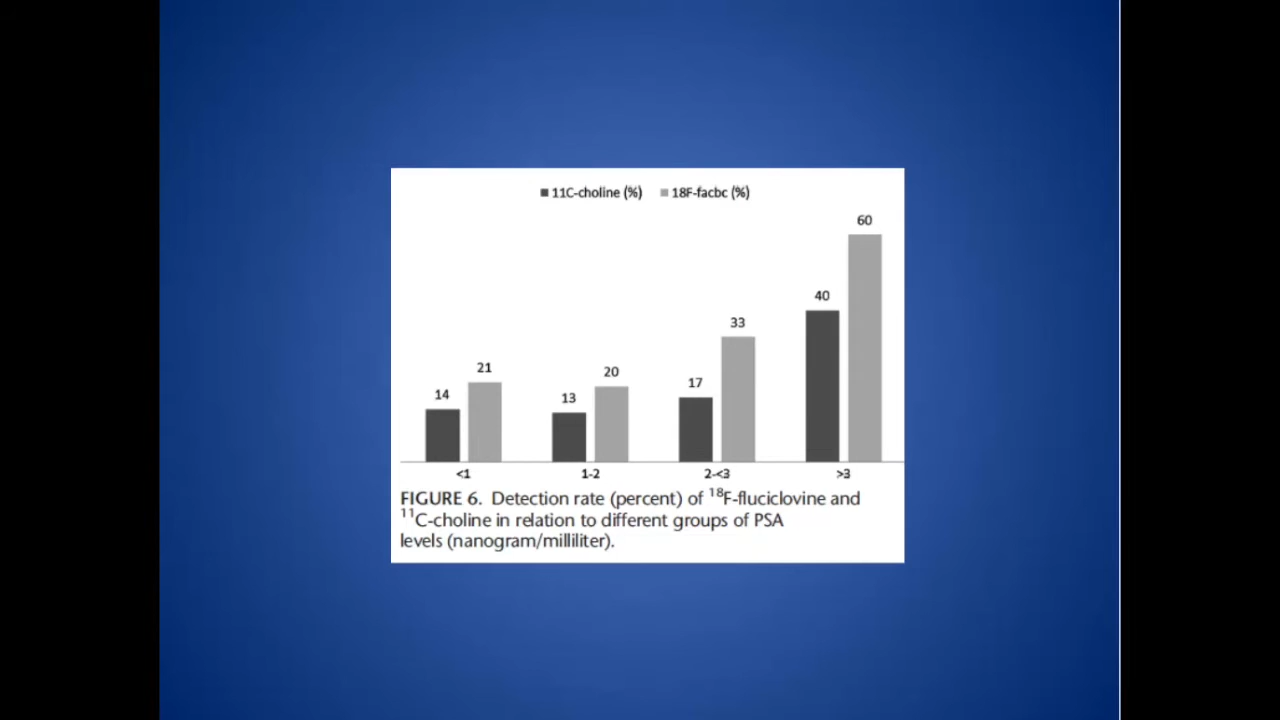 11C-choline (%) 18F-facbc (%)
60
40
33
21
20
17
14
13
<1 1-2 2-<3 >3
FIGURE 6. Detection rate (percent) of ¹⁸F-fluciclovine and
¹¹C-choline in relation to different groups of PSA
levels (nanogram/milliliter).